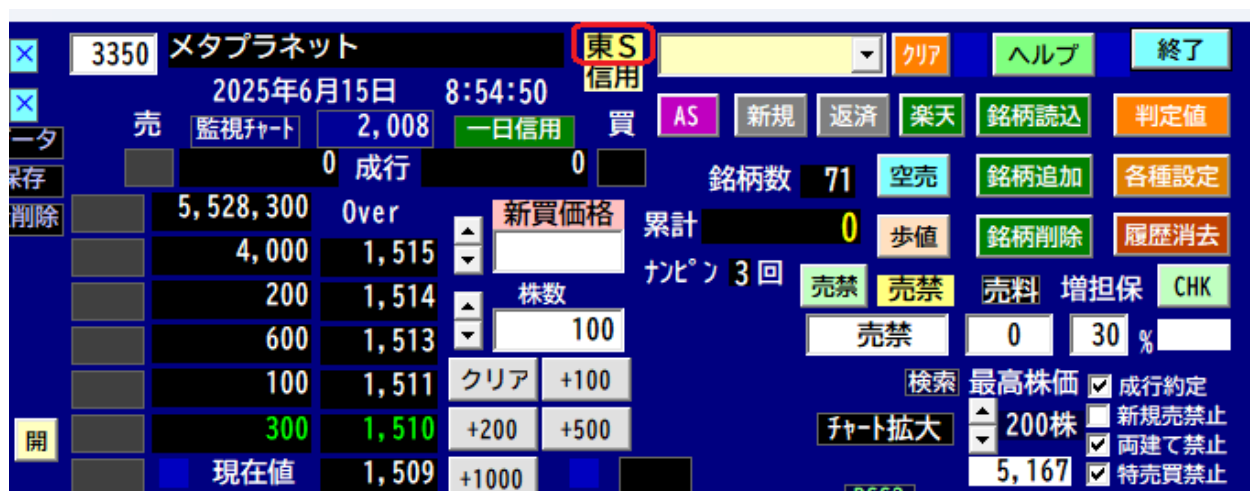 × 3350 メタプラネット 東S クリア ヘルプ 終了
信用
2025年6月15日 8:54:50
× 売 監視チャート 2,008 一日信用 買 AS 新規 返済 楽天 銘柄読込 判定値
ータ
0 成行 0 銘柄数 71 空売 銘柄追加 各種設定
保存
削除 5,528,300 Over 新買価格 累計 0 歩値 銘柄削除 履歴消去
4,000 1,515
ナンピン 3回 売禁 売禁 売料 増担保 CHK
200 1,514 株数
600 1,513 100 売禁 0 30 %
100 1,511 クリア +100 検索 最高株価 成行約定
開 300 1,510 +200 +500 チャート拡大 200株 新規売禁止
両建て禁止
現在値 1,509 +1000 5,167 特売買禁止